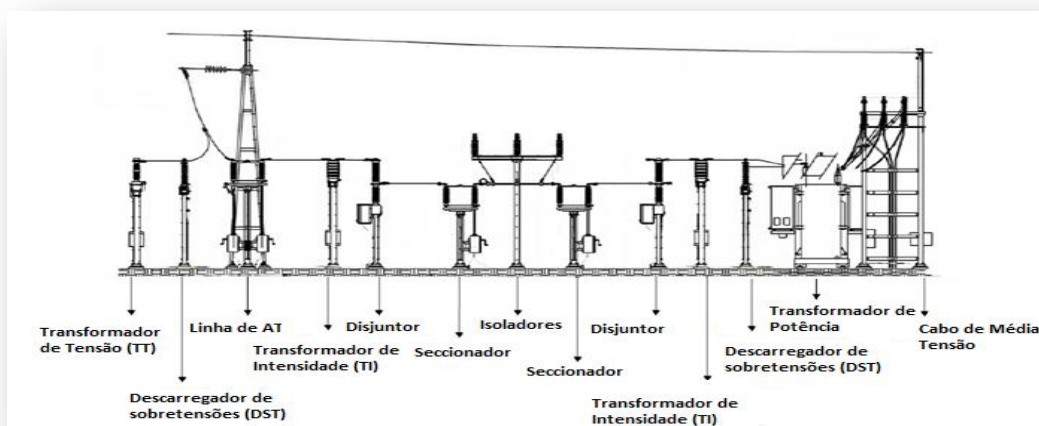 Transformador
de Tensão (TT)
Descarregador de
sobretensões (DST)
Linha de AT
Transformador de
Intensidade (TI)
Disjuntor
Seccionador
Isoladores
Seccionador
Disjuntor
Transformador de
Intensidade (TI)
Descarregador de
sobretensões (DST)
Transformador de
Potência
Cabo de Média
Tensão